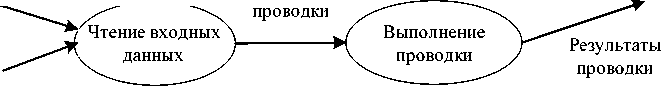 проводки
Чтение входных
данных
Выполнение
проводки
Результаты
проводки